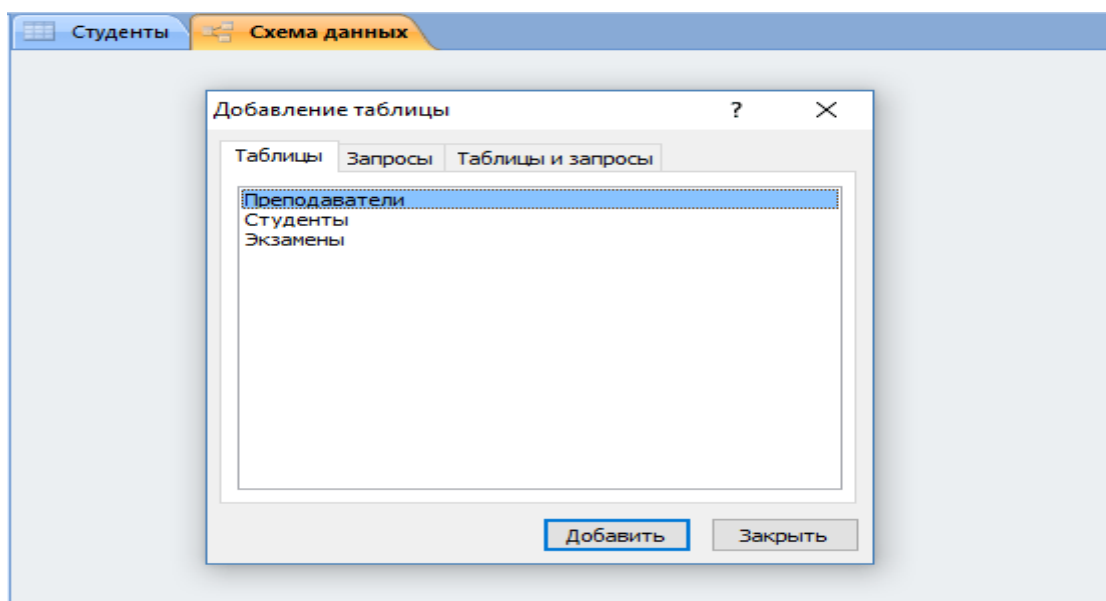 Студенты Схема данных
Добавление таблицы ?
Таблицы Запросы Таблицы и запросы
Преподаватели
Студенты
Экзамены
Добавить Закрыть